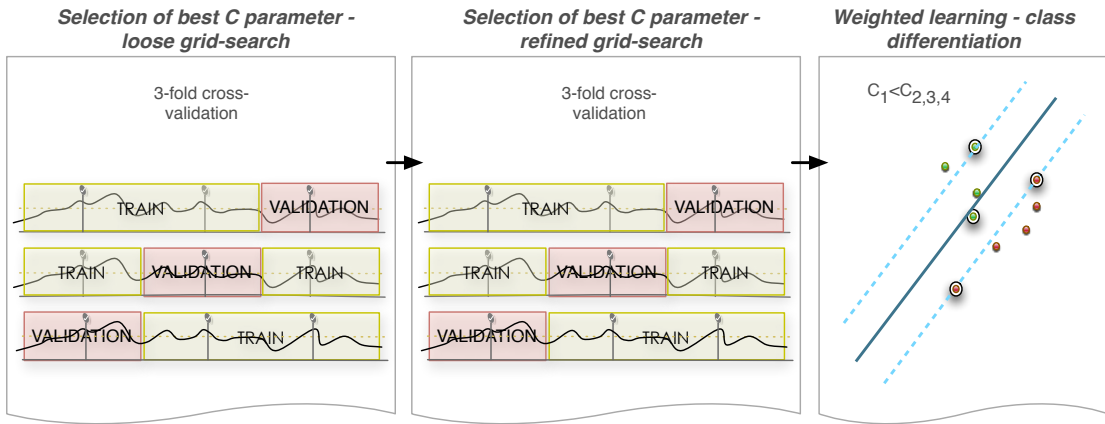 Selection of best C parameter -
loose grid-search
3-fold cross-
validation
TRAIN
VALIDATION
TRAIN
VALIDATION
TRAIN
VALIDATION
TRAIN
Selection of best C parameter -
refined grid-search
3-fold cross-
validation
TRAIN
VALIDATION
TRAIN
VALIDATION
TRAIN
VALIDATION
TRAIN
Weighted learning - class
differentiation
C₁<C₂,₃,₄